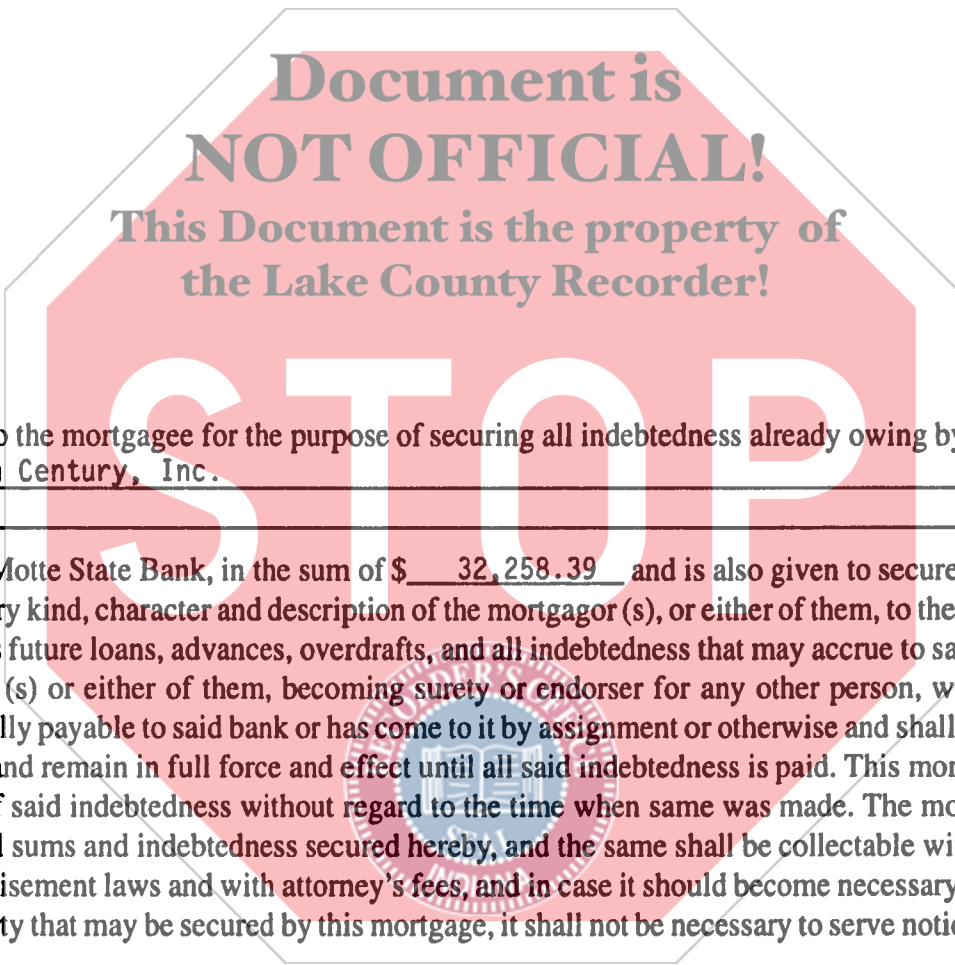 Document is
NOT OFFICIAL!
This Document is the property of
the Lake County Recorder!
STOP
the mortgagee for the purpose of securing all indebtedness already owing by
Century, Inc.
Motte State Bank, in the sum of $ 32,258.39 and is also given to secure
ry kind, character and description of the mortgagor (s), or either of them, to the
future loans, advances, overdrafts, and all indebtedness that may accrue to sa
(s) or either of them, becoming surety or endorser for any other person, w
lly payable to said bank or has come to it by assignment or otherwise and shall
and remain in full force and effect until all said indebtedness is paid. This mor
f said indebtedness without regard to the time when same was made. The mo
sums and indebtedness secured hereby, and the same shall be collectable wi
isement laws and with attorney's fees, and in case it should become necessary
ty that may be secured by this mortgage, it shall not be necessary to serve notic
RECORDER'S OFFICE
SEAL
INDIANA